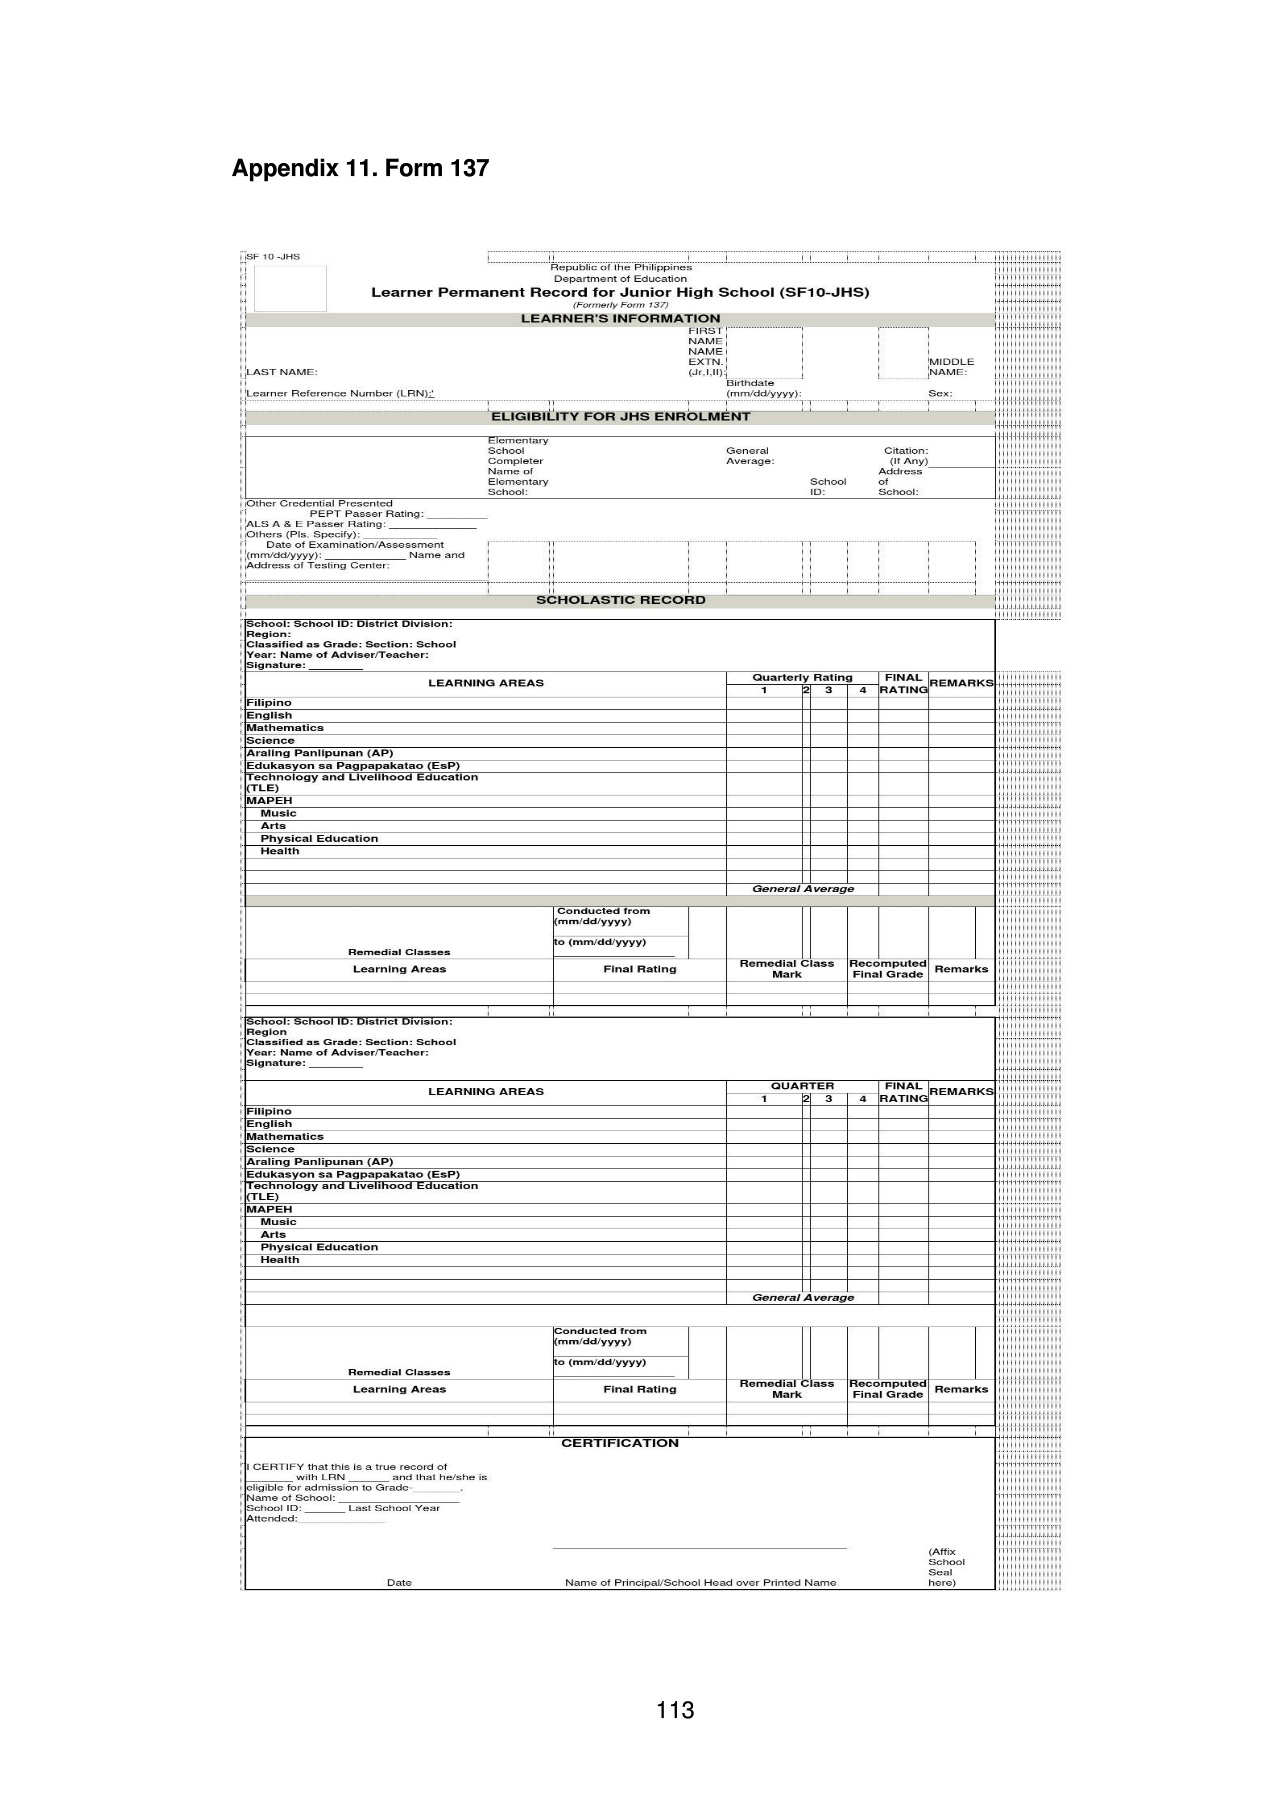 Appendix 11. Form 137
SF 10 -JHS
Republic of the Philippines
Department of Education
Learner Permanent Record for Junior High School (SF10-JHS)
(Formerly Form 137)
LEARNER'S INFORMATION
LAST NAME:
FIRST
NAME
NAME
EXTN.
(Jr,I,II):
MIDDLE
NAME:
Learner Reference Number (LRN):'
Birthdate
(mm/dd/yyyy):
Sex:
ELIGIBILITY FOR JHS ENROLMENT
Elementary
School
Completer
Name of
Elementary
School:
General
Average:
School
ID:
Citation:
(If Any)
Address
of
School:
Other Credential Presented
PEPT Passer Rating: _________
ALS A & E Passer Rating: _____________
Others (Pls. Specify): ___________
Date of Examination/Assessment
(mm/dd/yyyy): ____________ Name and
Address of Testing Center:
SCHOLASTIC RECORD
School: School ID: District Division:
Region:
Classified as Grade: Section: School
Year: Name of Adviser/Teacher:
Signature: ________
LEARNING AREAS
Quarterly Rating
1 2 3 4
FINAL
RATING
REMARKS
Filipino
English
Mathematics
Science
Araling Panlipunan (AP)
Edukasyon sa Pagpapakatao (EsP)
Technology and Livelihood Education
(TLE)
MAPEH
Music
Arts
Physical Education
Health
General Average
Remedial Classes
Conducted from
(mm/dd/yyyy)
to (mm/dd/yyyy)
Learning Areas
Final Rating
Remedial Class
Mark
Recomputed
Final Grade
Remarks
School: School ID: District Division:
Region
Classified as Grade: Section: School
Year: Name of Adviser/Teacher:
Signature: ________
LEARNING AREAS
QUARTER
1 2 3 4
FINAL
RATING
REMARKS
Filipino
English
Mathematics
Science
Araling Panlipunan (AP)
Edukasyon sa Pagpapakatao (EsP)
Technology and Livelihood Education
(TLE)
MAPEH
Music
Arts
Physical Education
Health
General Average
Remedial Classes
Conducted from
(mm/dd/yyyy)
to (mm/dd/yyyy)
Learning Areas
Final Rating
Remedial Class
Mark
Recomputed
Final Grade
Remarks
CERTIFICATION
I CERTIFY that this is a true record of
_______ with LRN ______ and that he/she is
eligible for admission to Grade _______.
Name of School: __________________
School ID: ______ Last School Year
Attended:_____________
Date
Name of Principal/School Head over Printed Name
(Affix
School
Seal
here)
113